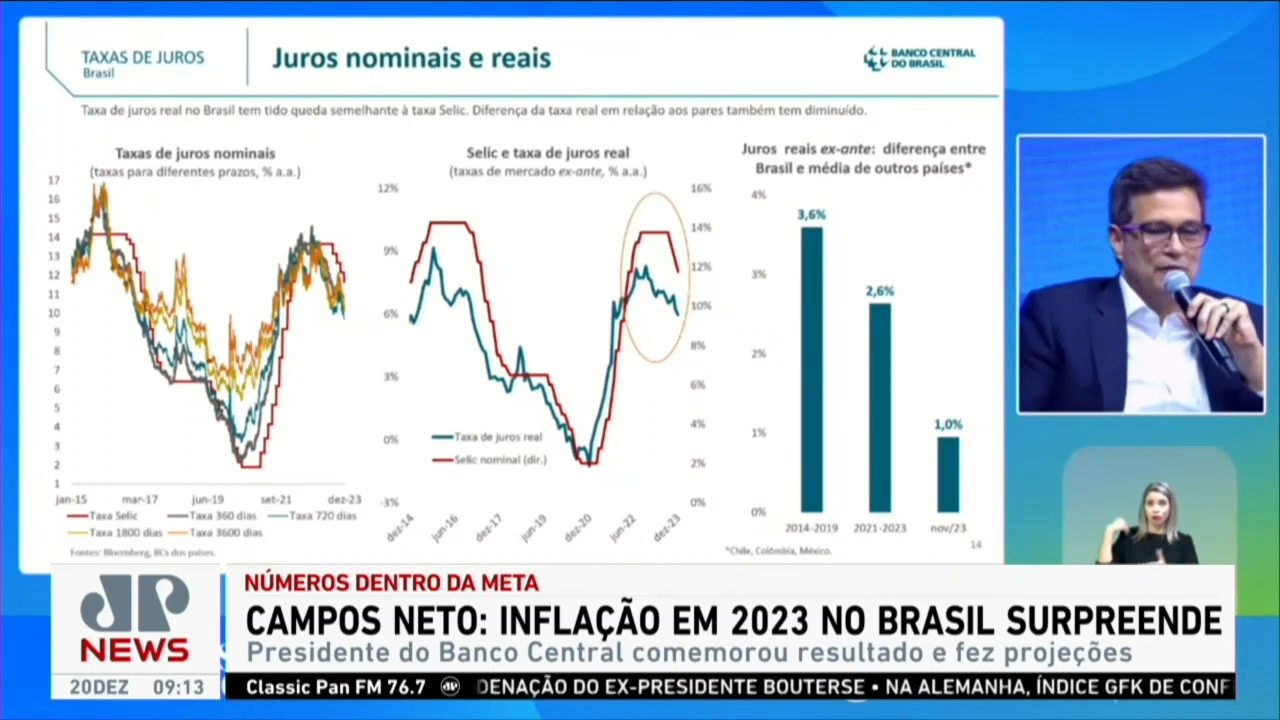 TAXAS DE JUROS
Brasil
Juros nominais e reais
BANCO CENTRAL
DO BRASIL
Taxa de juros real no Brasil tem tido queda semelhante à taxa Selic. Diferença da taxa real em relação aos pares também tem diminuído.
Taxas de juros nominais
(taxas para diferentes prazos, % a.a.)
17
16
15
14
13
12
11
10
9
8
7
6
5
4
3
2
1
jan-15 mar-17 jun-19 set-21 dez-23
Taxa Selic Taxa 360 dias Taxa 720 dias
Taxa 1800 dias Taxa 3600 dias
Fontes: Bloomberg, BCs dos países.
Selic e taxa de juros real
(taxas de mercado ex-ante, % a.a.)
12%
9%
6%
3%
0%
-3%
16%
14%
12%
10%
8%
6%
4%
2%
0%
Taxa de juros real
Selic nominal (dir.)
dez-14 jun-16 dez-17 jun-19 dez-20 jun-22 dez-23
Juros reais ex-ante: diferença entre
Brasil e média de outros países*
4%
3%
2%
1%
0%
3,6%
2,6%
1,0%
2014-2019 2021-2023 nov/23
*Chile, Colômbia, México.
14
JP
NEWS
20DEZ 09:13
NÚMEROS DENTRO DA META
CAMPOS NETO: INFLAÇÃO EM 2023 NO BRASIL SURPREENDE
Presidente do Banco Central comemorou resultado e fez projeções
Classic Pan FM 76.7 JP DENAÇÃO DO EX-PRESIDENTE BOUTERSE • NA ALEMANHA, ÍNDICE GFK DE CONF